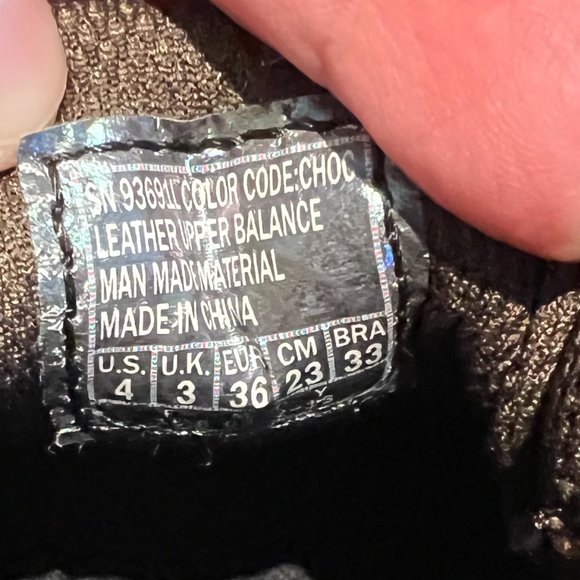 SN 93691L COLOR CODE:CHOC
LEATHER UPPER BALANCE
MAN MADE MATERIAL
MADE IN CHINA
U.S. U.K. EUR CM BRA
4 3 36 23 33